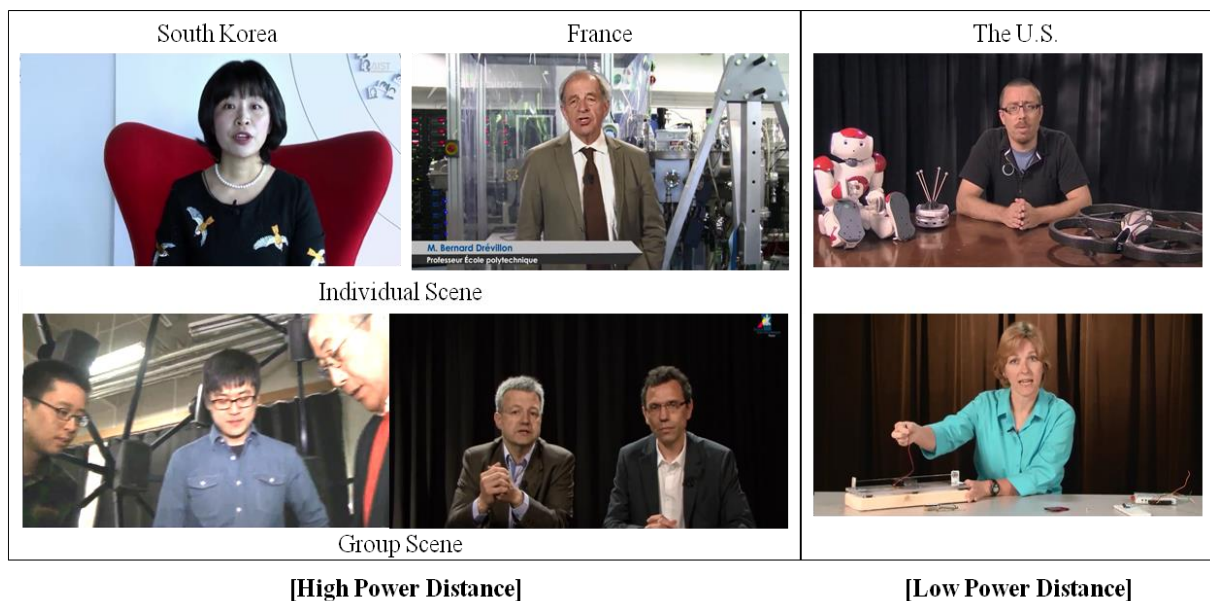 South Korea
France
The U.S.
M. Bernard Drévillon
Professeur École polytechnique
Individual Scene
Group Scene
[High Power Distance]
[Low Power Distance]